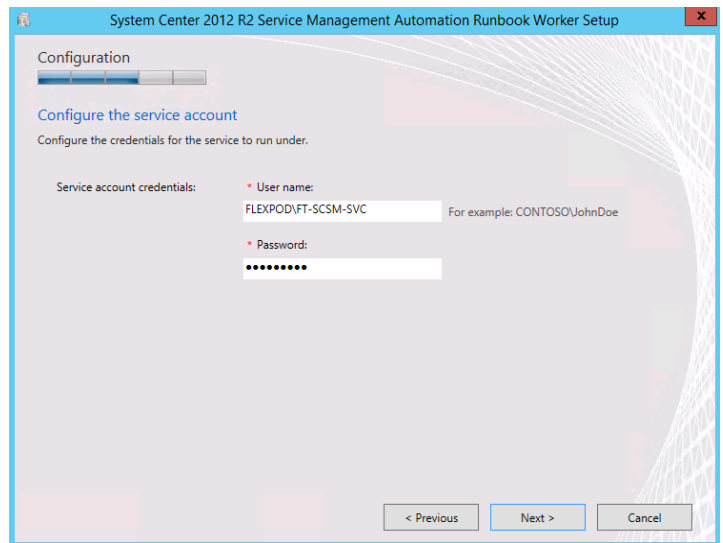 System Center 2012 R2 Service Management Automation Runbook Worker Setup
x
Configuration
Configure the service account
Configure the credentials for the service to run under.
Service account credentials:
* User name:
FLEXPOD\FT-SCSM-SVC
For example: CONTOSO\JohnDoe
* Password:
●●●●●●●●●
< Previous
Next >
Cancel